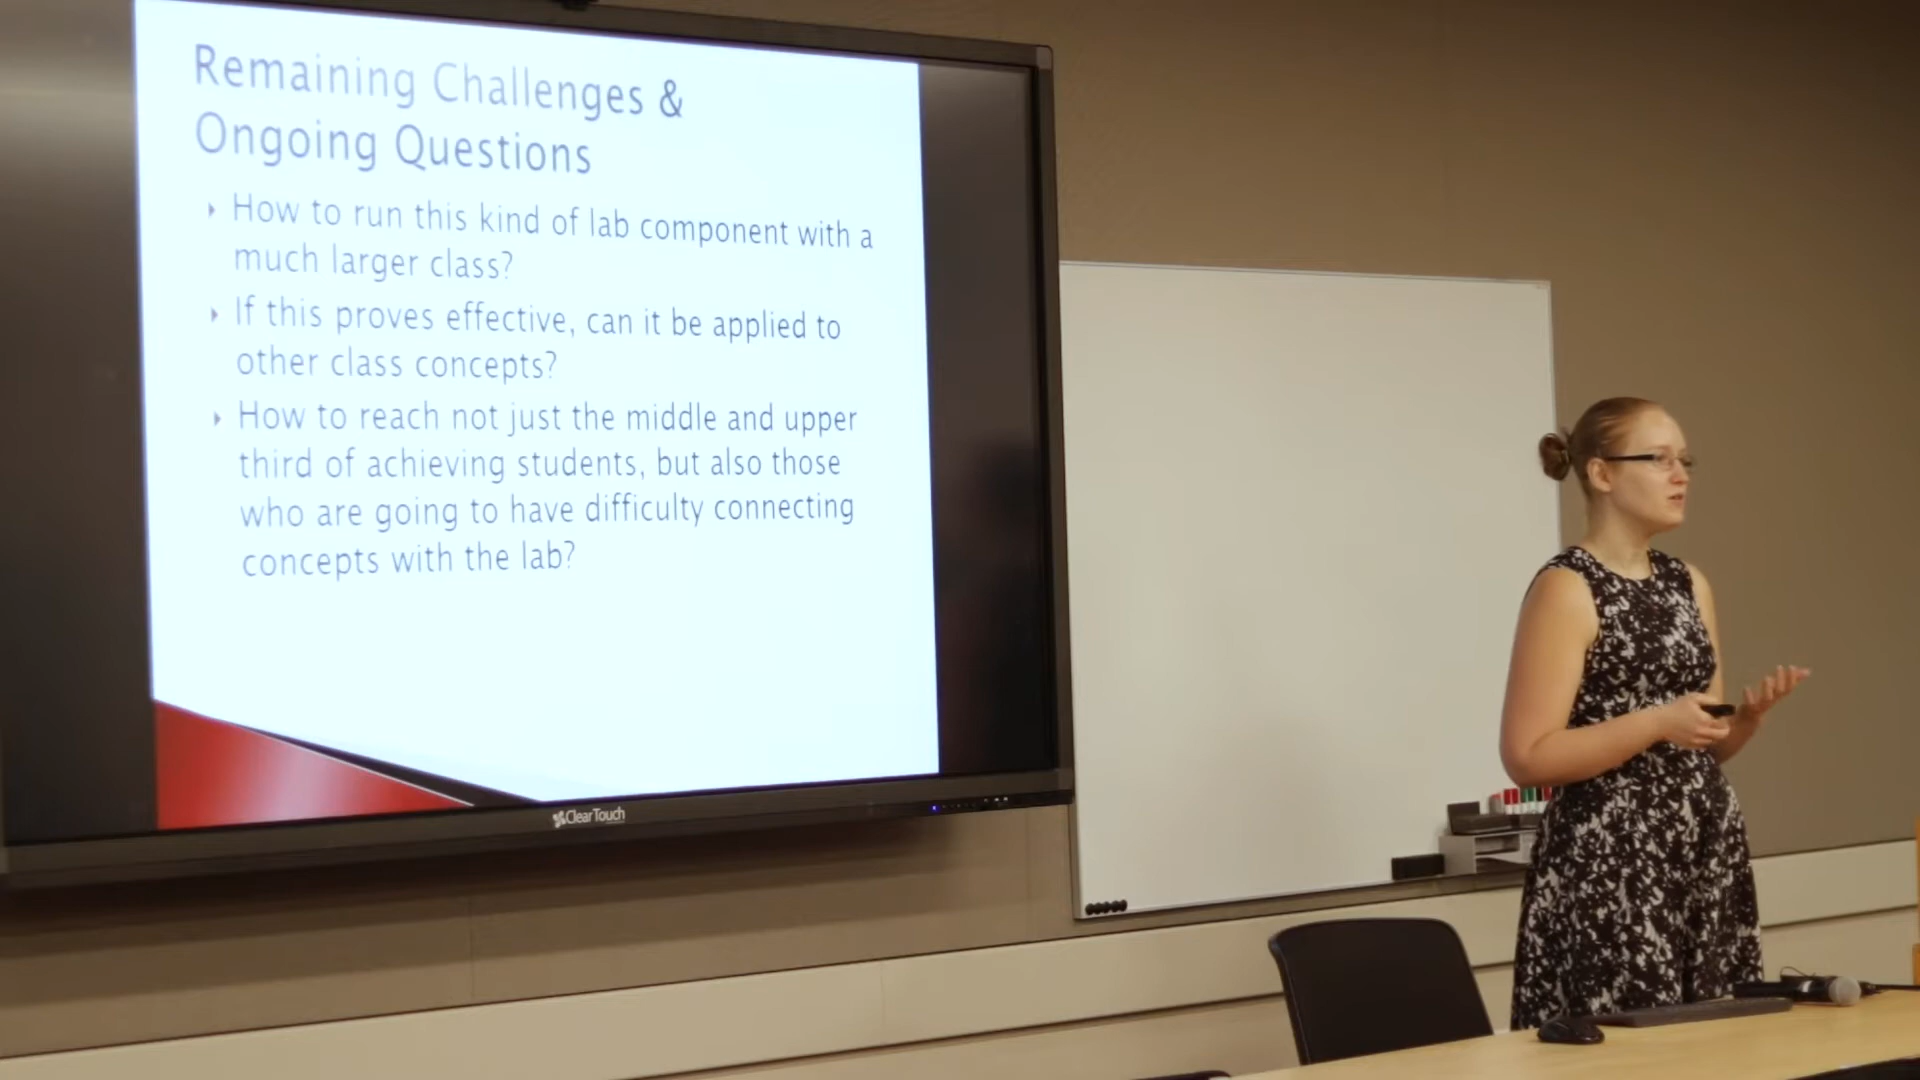 Remaining Challenges &
Ongoing Questions
How to run this kind of lab component with a
much larger class?
If this proves effective, can it be applied to
other class concepts?
How to reach not just the middle and upper
third of achieving students, but also those
who are going to have difficulty connecting
concepts with the lab?
ClearTouch